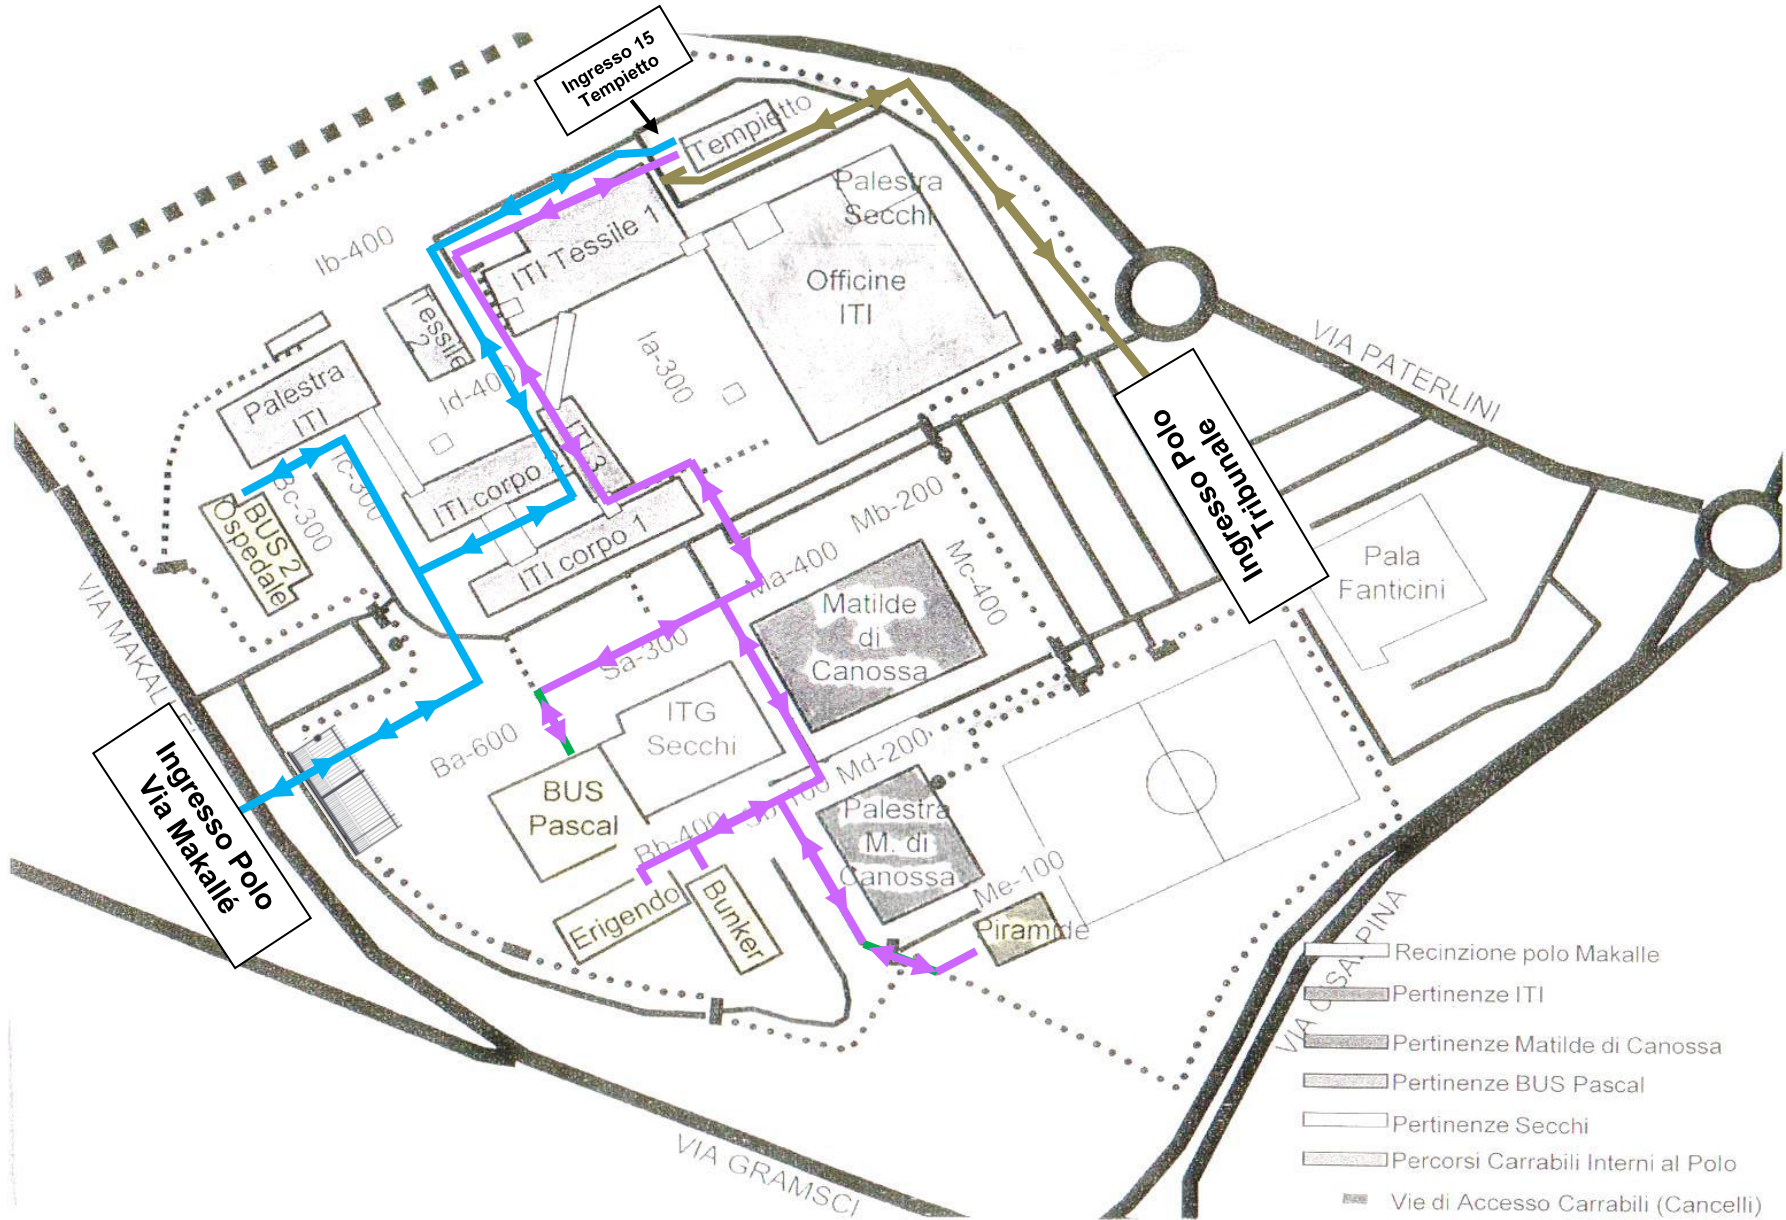 Ingresso 15
Tempietto
Tempietto
Palestra
Secchi
ITI Tessile 1
Ib-400
Officine
ITI
Tessile
2
Ia-300
VIA PATERLINI
Palestra
ITI
Id-400
Ingresso Polo
Tribunale
ITI 3
ITI corpo 2
Ic-300
Bc-300
BUS 2
Ospedale
ITI corpo 1
Mb-200
Ma-400
Mc-400
Pala
Fanticini
Matilde
di
Canossa
VIA MAKALLE
Sa-300
ITG
Secchi
Ba-600
Md-200
Ingresso Polo
Via Makallé
BUS
Pascal
Bb-400
Palestra
M. di
Canossa
Me-100
Erigendo
Bunker
Piramide
VIA GRAMSCI
Recinzione polo Makalle
Pertinenze ITI
Pertinenze Matilde di Canossa
Pertinenze BUS Pascal
Pertinenze Secchi
Percorsi Carrabili Interni al Polo
Vie di Accesso Carrabili (Cancelli)